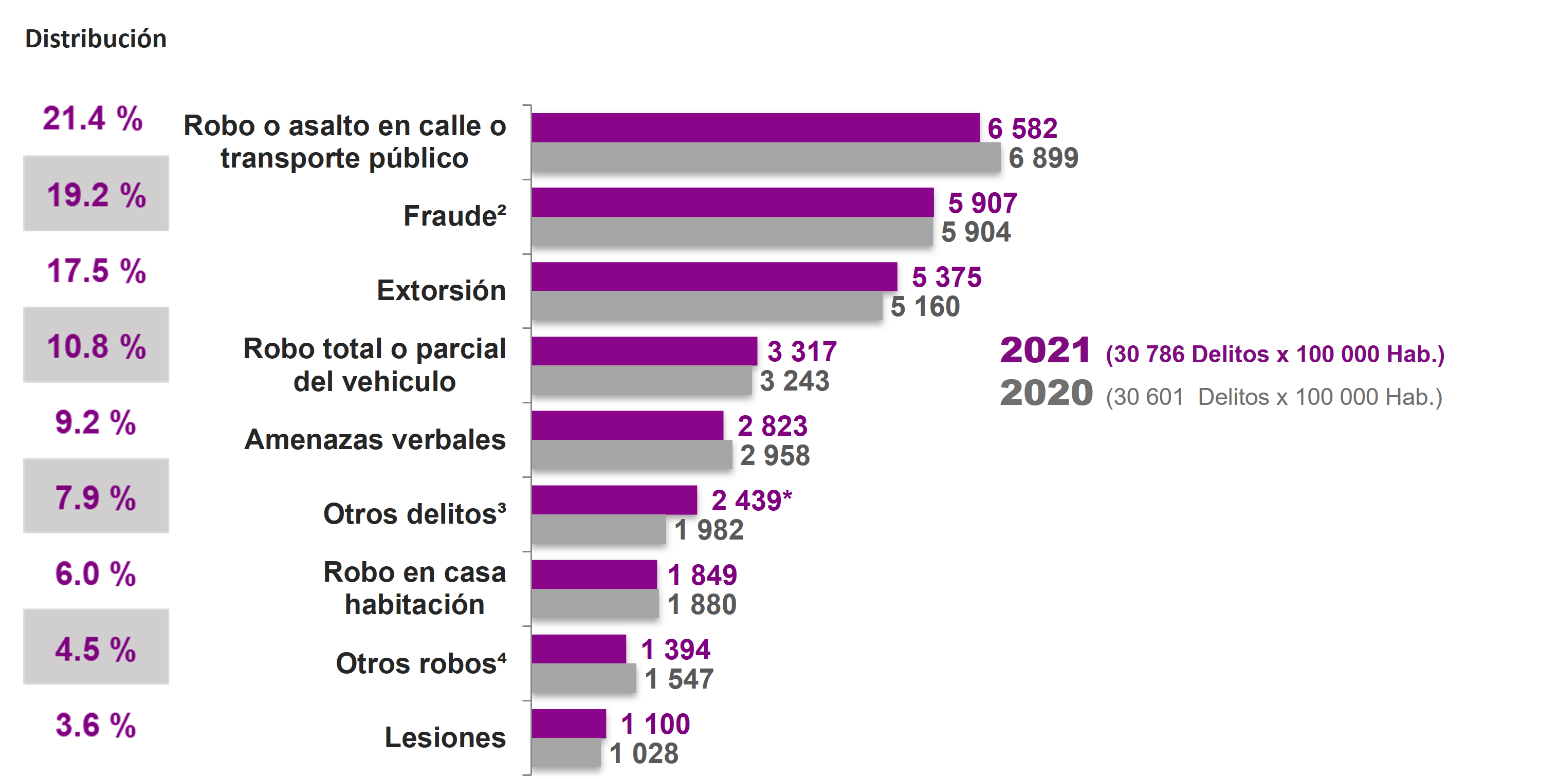 Distribución
21.4 %
Robo o asalto en calle o
transporte público
6 582
6 899
19.2 %
Fraude²
5 907
5 904
17.5 %
Extorsión
5 375
5 160
10.8 %
Robo total o parcial
del vehiculo
3 317
3 243
2021 (30 786 Delitos x 100 000 Hab.)
2020 (30 601 Delitos x 100 000 Hab.)
9.2 %
Amenazas verbales
2 823
2 958
7.9 %
Otros delitos³
2 439*
1 982
6.0 %
Robo en casa
habitación
1 849
1 880
4.5 %
Otros robos⁴
1 394
1 547
3.6 %
Lesiones
1 100
1 028